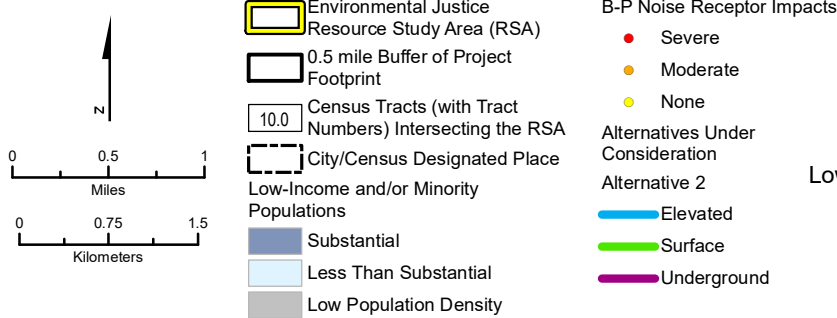 N
0 0.5 1
Miles
0 0.75 1.5
Kilometers
Environmental Justice
Resource Study Area (RSA)
0.5 mile Buffer of Project
Footprint
10.0
Census Tracts (with Tract
Numbers) Intersecting the RSA
City/Census Designated Place
Low-Income and/or Minority
Populations
Substantial
Less Than Substantial
Low Population Density
B-P Noise Receptor Impacts
Severe
Moderate
None
Alternatives Under
Consideration
Alternative 2
Elevated
Surface
Underground